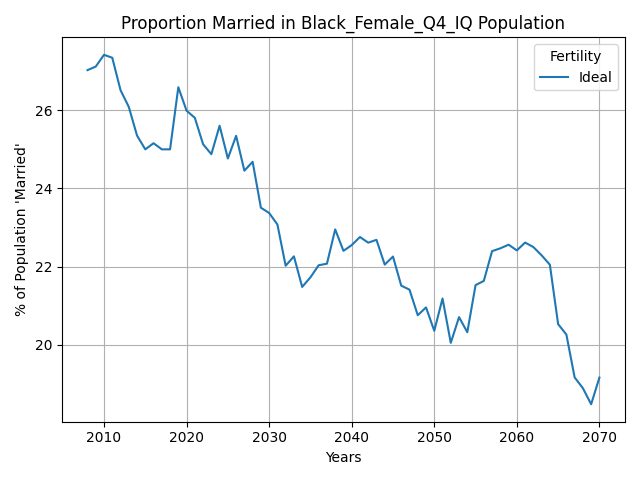 Proportion Married in Black_Female_Q4_IQ Population
Fertility
Ideal
% of Population 'Married'
26
24
22
20
2010 2020 2030 2040 2050 2060 2070
Years